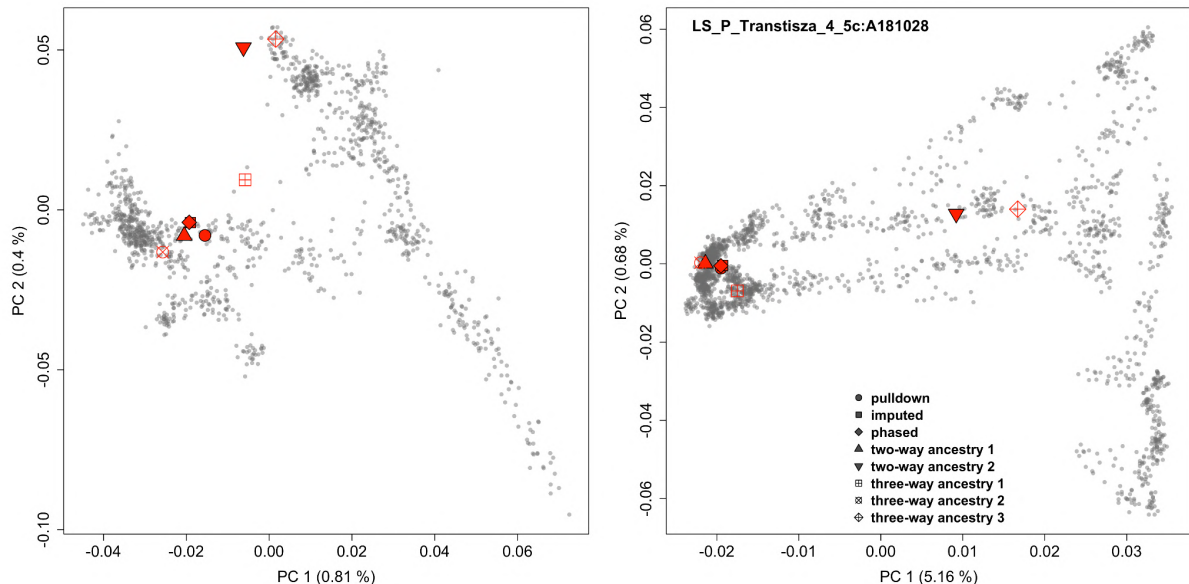 0.05
0.00
-0.05
-0.10
PC 2 (0.4 %)
-0.04
-0.02
0.00
0.02
0.04
0.06
PC 1 (0.81 %)
LS_P_Transtisza_4_5c:A181028
0.06
0.04
0.02
0.00
-0.02
-0.04
-0.06
PC 2 (0.68 %)
pulldown
imputed
phased
two-way ancestry 1
two-way ancestry 2
three-way ancestry 1
three-way ancestry 2
three-way ancestry 3
-0.02
-0.01
0.00
0.01
0.02
0.03
PC 1 (5.16 %)